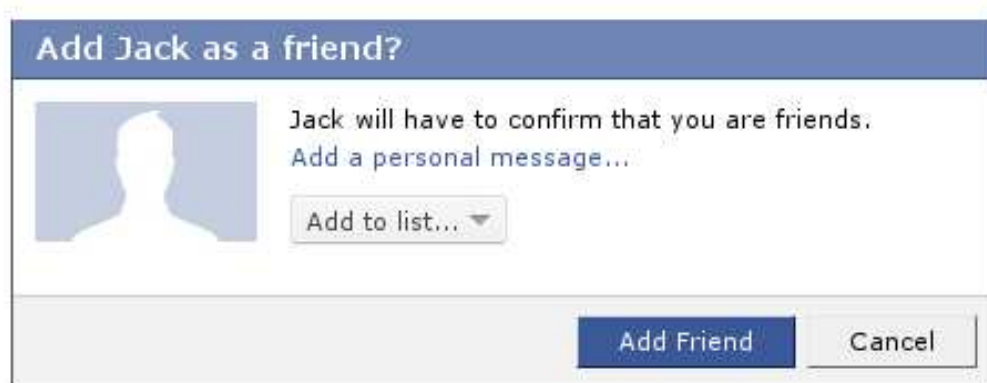 Add Jack as a friend?
Jack will have to confirm that you are friends.
Add a personal message...
Add to list...
Add Friend
Cancel